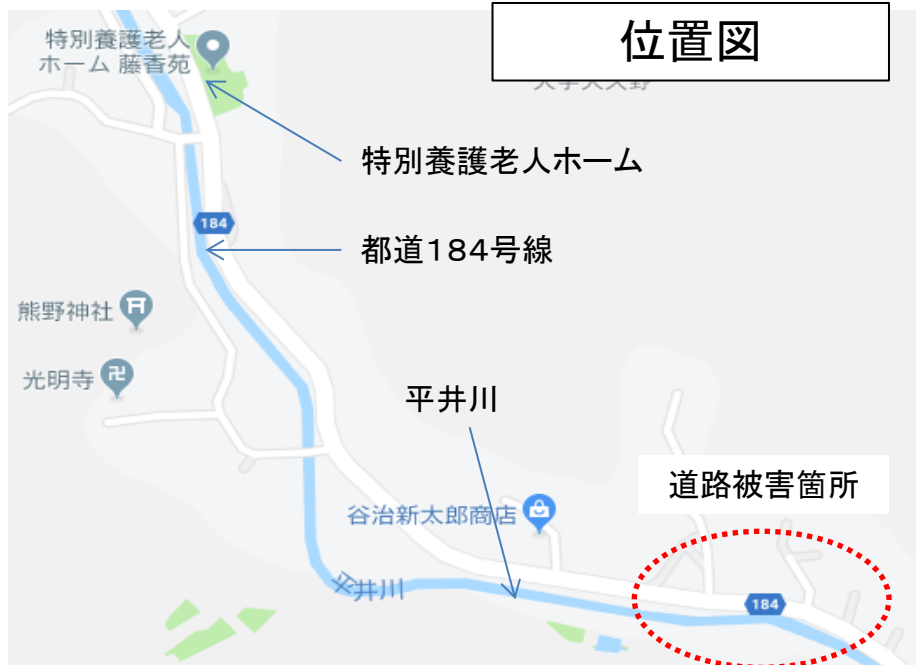 位置図
特別養護老人
ホーム 藤香苑
特別養護老人ホーム
184
都道184号線
熊野神社
光明寺
平井川
道路被害箇所
谷治新太郎商店
平井川
184